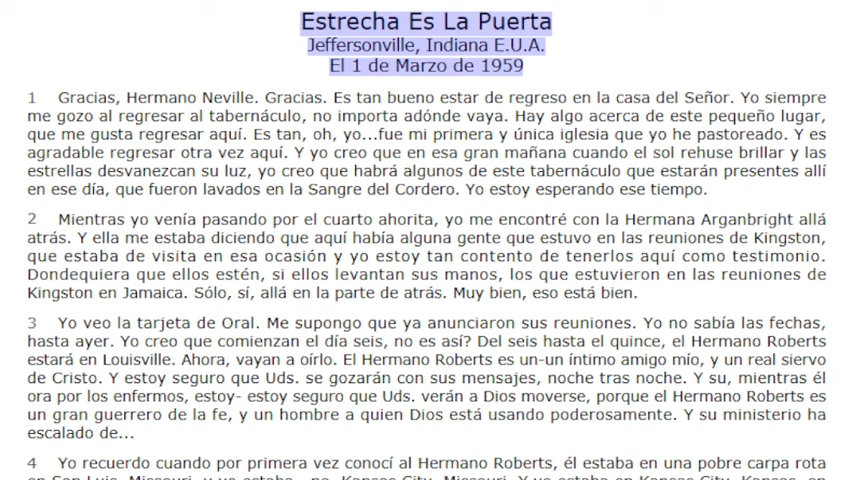 Estrecha Es La Puerta
Jeffersonville, Indiana E.U.A.
El 1 de Marzo de 1959
1 Gracias, Hermano Neville. Gracias. Es tan bueno estar de regreso en la casa del Señor. Yo siempre
me gozo al regresar al tabernáculo, no importa adónde vaya. Hay algo acerca de este pequeño lugar,
que me gusta regresar aquí. Es tan, oh, yo...fue mi primera y única iglesia que yo he pastoreado. Y es
agradable regresar otra vez aquí. Y yo creo que en esa gran mañana cuando el sol rehuse brillar y las
estrellas desvanezcan su luz, yo creo que habrá algunos de este tabernáculo que estarán presentes allí
en ese día, que fueron lavados en la Sangre del Cordero. Yo estoy esperando ese tiempo.
2 Mientras yo venía pasando por el cuarto ahorita, yo me encontré con la Hermana Arganbright allá
atrás. Y ella me estaba diciendo que aquí había alguna gente que estuvo en las reuniones de Kingston,
que estaba de visita en esa ocasión y yo estoy tan contento de tenerlos aquí como testimonio.
Dondequiera que ellos estén, si ellos levantan sus manos, los que estuvieron en las reuniones de
Kingston en Jamaica. Sólo, sí, allá en la parte de atrás. Muy bien, eso está bien.
3 Yo veo la tarjeta de Oral. Me supongo que ya anunciaron sus reuniones. Yo no sabía las fechas,
hasta ayer. Yo creo que comienzan el día seis, no es así? Del seis hasta el quince, el Hermano Roberts
estará en Louisville. Ahora, vayan a oírlo. El Hermano Roberts es un-un íntimo amigo mío, y un real siervo
de Cristo. Y estoy seguro que Uds. se gozarán con sus mensajes, noche tras noche. Y su, mientras él
ora por los enfermos, estoy- estoy seguro que Uds. verán a Dios moverse, porque el Hermano Roberts es
un gran guerrero de la fe, y un hombre a quien Dios está usando poderosamente. Y su ministerio ha
escalado de...
4 Yo recuerdo cuando por primera vez conocí al Hermano Roberts, él estaba en una pobre carpa rota